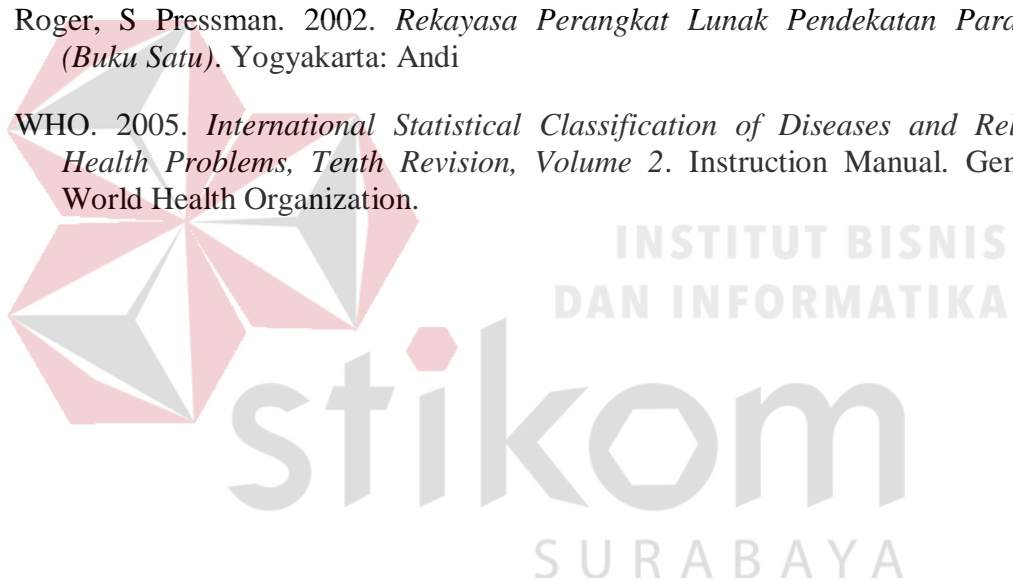 Roger, S Pressman. 2002. Rekayasa Perangkat Lunak Pendekatan Para
(Buku Satu). Yogyakarta: Andi
WHO. 2005. International Statistical Classification of Diseases and Rel
Health Problems, Tenth Revision, Volume 2. Instruction Manual. Gen
World Health Organization.
INSTITUT BISNIS
DAN INFORMATIKA
stikom
SURABAYA